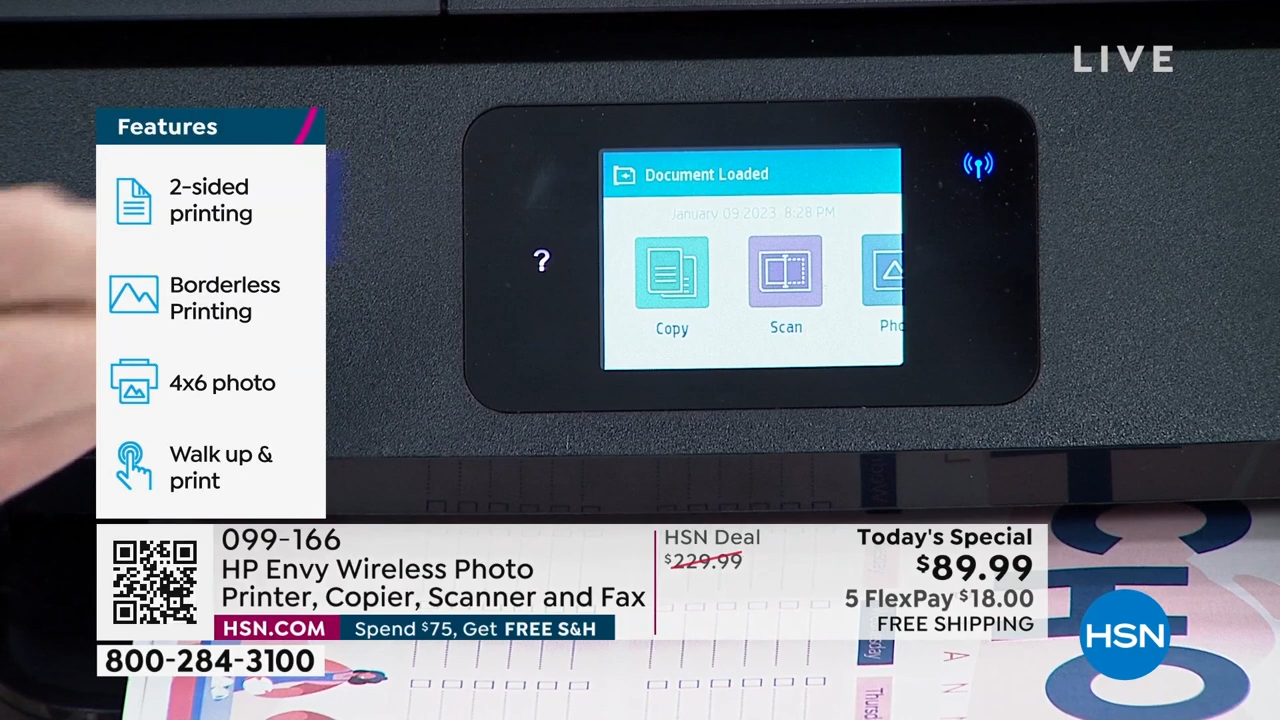 LIVE
Features
2-sided
printing
Borderless
Printing
4x6 photo
Walk up &
print
Document Loaded
January 09 2023 8:28 PM
?
Copy
Scan
Pho
099-166
HP Envy Wireless Photo
Printer, Copier, Scanner and Fax
HSN.COM
Spend $75, Get FREE S&H
HSN Deal
$229.99
Today's Special
$89.99
5 FlexPay $18.00
FREE SHIPPING
HSN
800-284-3100
CHO